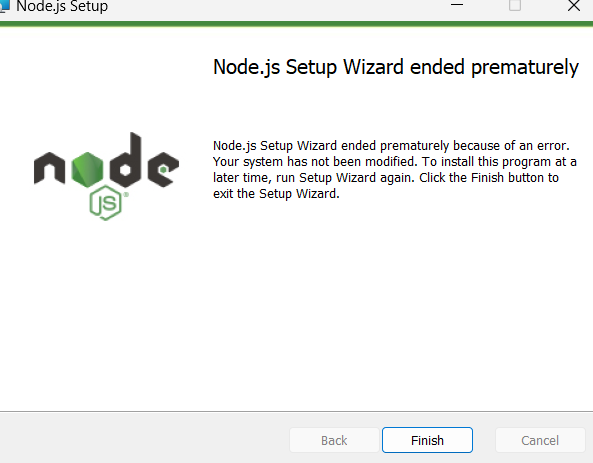 Node.js Setup
Node.js Setup Wizard ended prematurely
Node.js Setup Wizard ended prematurely because of an error.
Your system has not been modified. To install this program at a
later time, run Setup Wizard again. Click the Finish button to
exit the Setup Wizard.
node
JS®
Back Finish Cancel